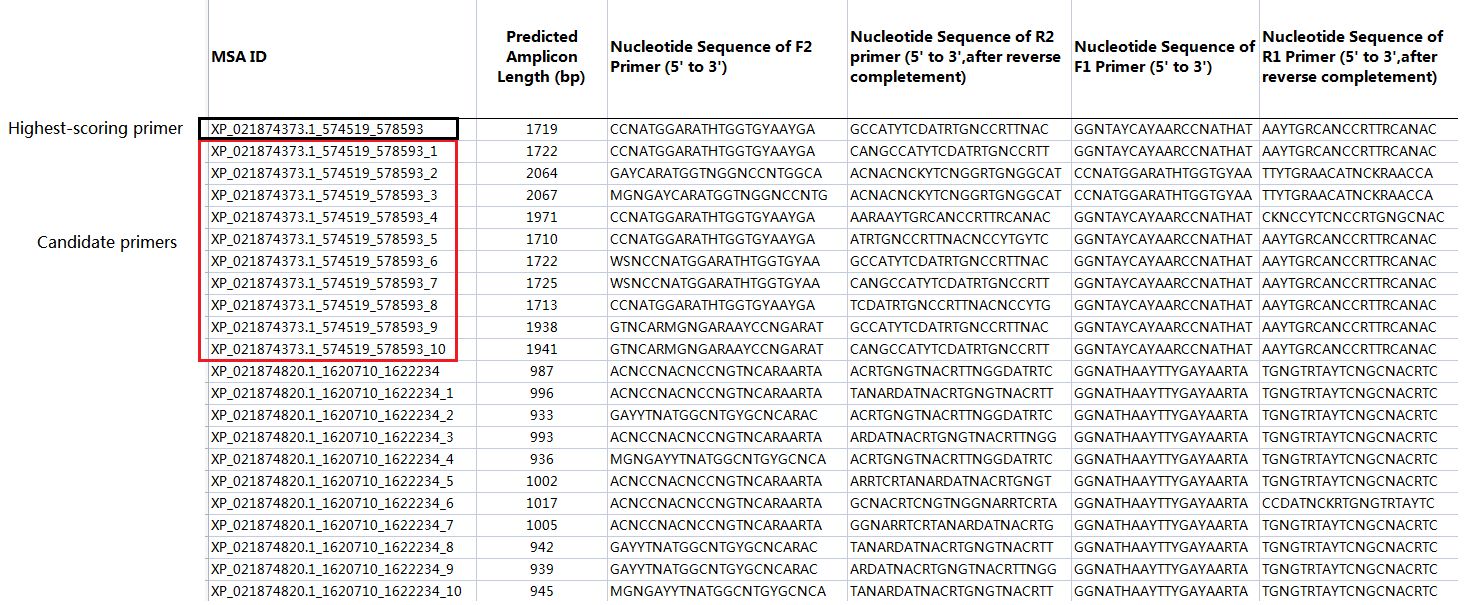 MSA ID
Predicted
Amplicon
Length (bp)
Nucleotide Sequence of F2
Primer (5' to 3')
Nucleotide Sequence of R2
primer (5' to 3',after reverse
completement)
Nucleotide Sequence of
F1 Primer (5' to 3')
Nucleotide Sequence of
R1 Primer (5' to 3',after
reverse completement)
Highest-scoring primer
XP_021874373.1_574519_578593 1719 CCNATGGARATHTGGTGYAAYGA GCCATYTCDATRTGNCCRTTNAC GGNTAYCAYAARCCNATHAT AAYTGRCANCCRTTRCANAC
XP_021874373.1_574519_578593_1 1722 CCNATGGARATHTGGTGYAAYGA CANGCCATYTCDATRTGNCCRTT GGNTAYCAYAARCCNATHAT AAYTGRCANCCRTTRCANAC
XP_021874373.1_574519_578593_2 2064 GAYCARATGGTNGGNCCNTGGCA ACNACNCKYTCNGGRTGNGGCAT CCNATGGARATHTGGTGYAA TTYTGRAACATNCKRAACCA
XP_021874373.1_574519_578593_3 2067 MGNGAYCARATGGTNGGNCCNTG ACNACNCKYTCNGGRTGNGGCAT CCNATGGARATHTGGTGYAA TTYTGRAACATNCKRAACCA
XP_021874373.1_574519_578593_4 1971 CCNATGGARATHTGGTGYAAYGA AARAAYTGRCANCCRTTRCANAC GGNTAYCAYAARCCNATHAT CKNCCYTCNCCRTGNGCNAC
Candidate primers
XP_021874373.1_574519_578593_5 1710 CCNATGGARATHTGGTGYAAYGA ATRTGNCCRTTNACNCCYTGYTC GGNTAYCAYAARCCNATHAT AAYTGRCANCCRTTRCANAC
XP_021874373.1_574519_578593_6 1722 WSNCCNATGGARATHTGGTGYAA GCCATYTCDATRTGNCCRTTNAC GGNTAYCAYAARCCNATHAT AAYTGRCANCCRTTRCANAC
XP_021874373.1_574519_578593_7 1725 WSNCCNATGGARATHTGGTGYAA CANGCCATYTCDATRTGNCCRTT GGNTAYCAYAARCCNATHAT AAYTGRCANCCRTTRCANAC
XP_021874373.1_574519_578593_8 1713 CCNATGGARATHTGGTGYAAYGA TCDATRTGNCCRTTNACNCCYTG GGNTAYCAYAARCCNATHAT AAYTGRCANCCRTTRCANAC
XP_021874373.1_574519_578593_9 1938 GTNCARMGNGARAAYCCNGARAT GCCATYTCDATRTGNCCRTTNAC GGNTAYCAYAARCCNATHAT AAYTGRCANCCRTTRCANAC
XP_021874373.1_574519_578593_10 1941 GTNCARMGNGARAAYCCNGARAT CANGCCATYTCDATRTGNCCRTT GGNTAYCAYAARCCNATHAT AAYTGRCANCCRTTRCANAC
XP_021874820.1_1620710_1622234 987 ACNCCNACNCCNGTNCARAARTA ACRTGNGTNACRTTNGGDATRTC GGNATHAAYTTYGAYAARTA TGNGTRTAYTCNGCNACRTC
XP_021874820.1_1620710_1622234_1 996 ACNCCNACNCCNGTNCARAARTA TANARDATNACRTGNGTNACRTT GGNATHAAYTTYGAYAARTA TGNGTRTAYTCNGCNACRTC
XP_021874820.1_1620710_1622234_2 933 GAYYTNATGGCNTGYGCNCARAC ACRTGNGTNACRTTNGGDATRTC GGNATHAAYTTYGAYAARTA TGNGTRTAYTCNGCNACRTC
XP_021874820.1_1620710_1622234_3 993 ACNCCNACNCCNGTNCARAARTA ARDATNACRTGNGTNACRTTNGG GGNATHAAYTTYGAYAARTA TGNGTRTAYTCNGCNACRTC
XP_021874820.1_1620710_1622234_4 936 MGNGAYYTNATGGCNTGYGCNCA ACRTGNGTNACRTTNGGDATRTC GGNATHAAYTTYGAYAARTA TGNGTRTAYTCNGCNACRTC
XP_021874820.1_1620710_1622234_5 1002 ACNCCNACNCCNGTNCARAARTA ARRTCRTANARDATNACRTGNGT GGNATHAAYTTYGAYAARTA TGNGTRTAYTCNGCNACRTC
XP_021874820.1_1620710_1622234_6 1017 ACNCCNACNCCNGTNCARAARTA GCNACRTCNGTNGGNARRTCRTA GGNATHAAYTTYGAYAARTA CCDATNCKRTGNGTRTAYTC
XP_021874820.1_1620710_1622234_7 1005 ACNCCNACNCCNGTNCARAARTA GGNARRTCRTANARDATNACRTG GGNATHAAYTTYGAYAARTA TGNGTRTAYTCNGCNACRTC
XP_021874820.1_1620710_1622234_8 942 GAYYTNATGGCNTGYGCNCARAC TANARDATNACRTGNGTNACRTT GGNATHAAYTTYGAYAARTA TGNGTRTAYTCNGCNACRTC
XP_021874820.1_1620710_1622234_9 939 GAYYTNATGGCNTGYGCNCARAC ARDATNACRTGNGTNACRTTNGG GGNATHAAYTTYGAYAARTA TGNGTRTAYTCNGCNACRTC
XP_021874820.1_1620710_1622234_10 945 MGNGAYYTNATGGCNTGYGCNCA TANARDATNACRTGNGTNACRTT GGNATHAAYTTYGAYAARTA TGNGTRTAYTCNGCNACRTC